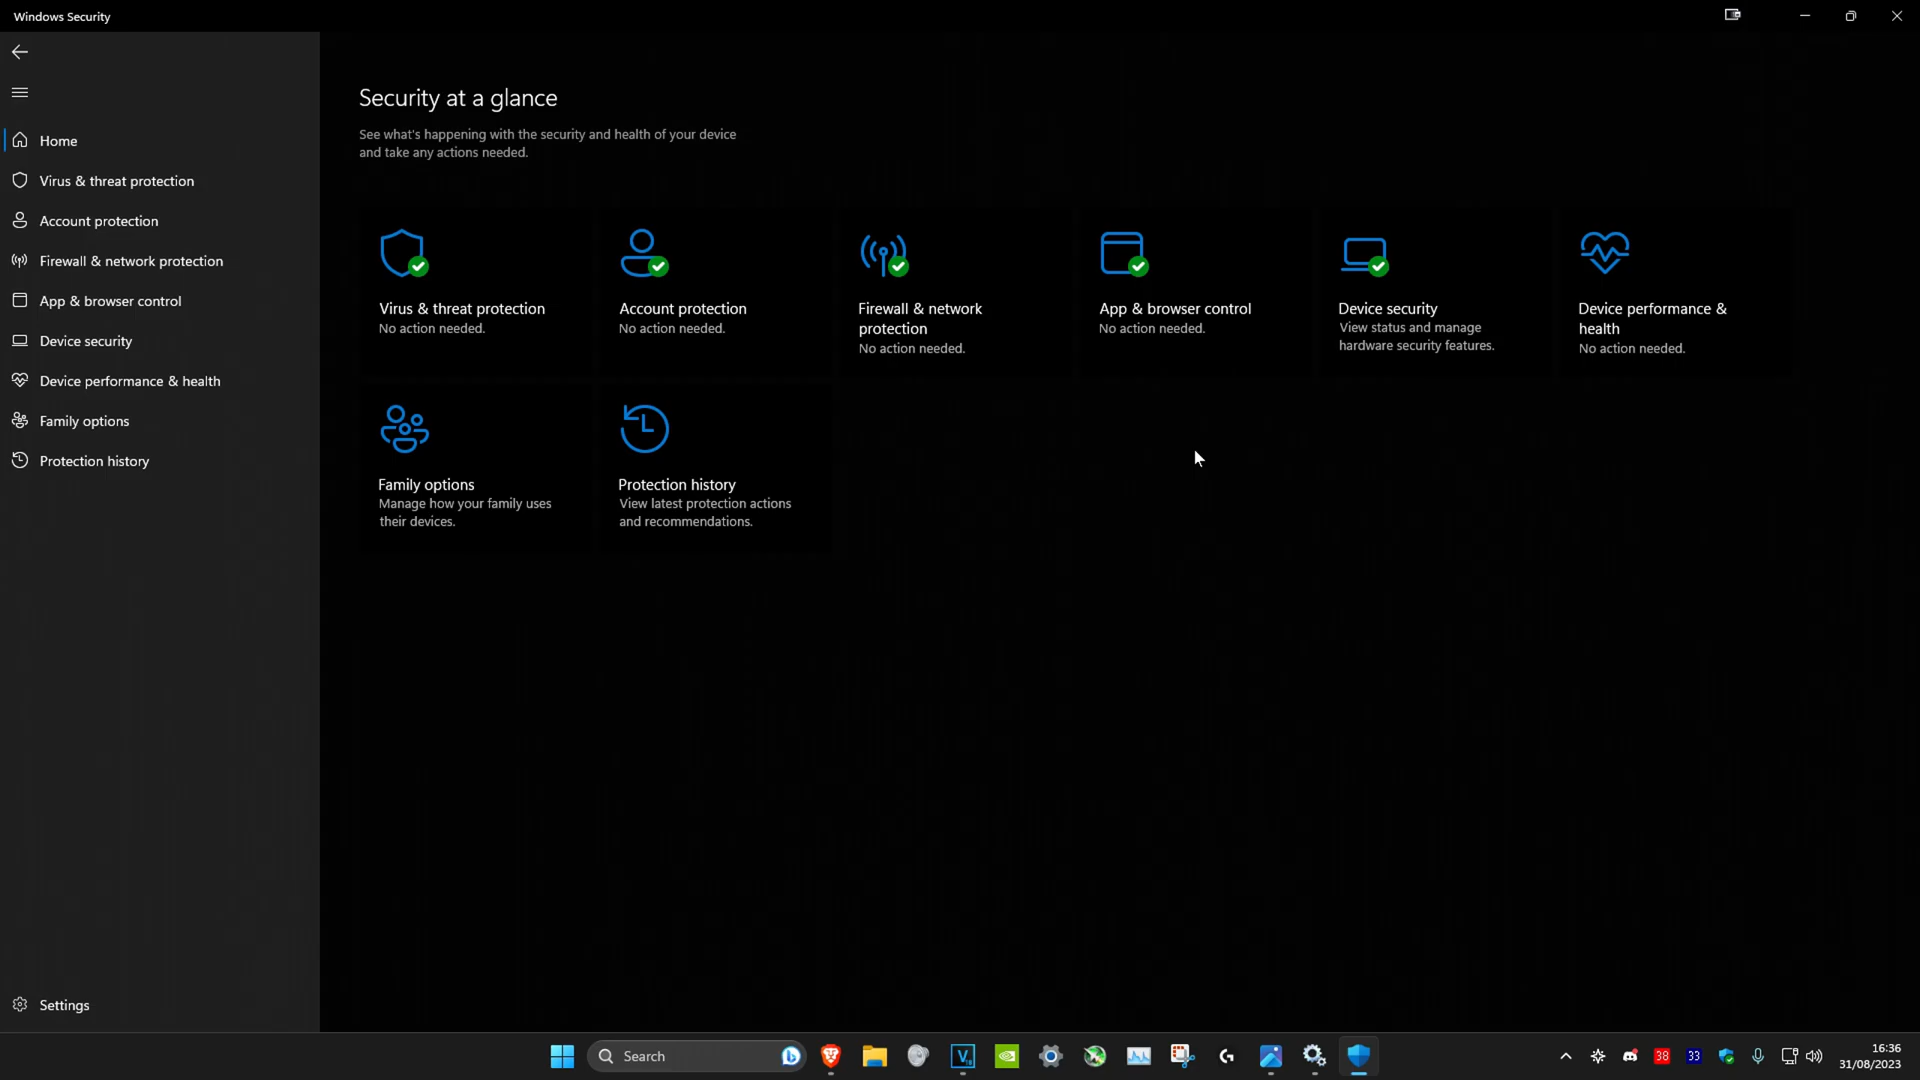 Windows Security
Home
Virus & threat protection
Account protection
Firewall & network protection
App & browser control
Device security
Device performance & health
Family options
Protection history
Settings
Security at a glance
See what's happening with the security and health of your device
and take any actions needed.
Virus & threat protection
No action needed.
Account protection
No action needed.
Firewall & network
protection
No action needed.
App & browser control
No action needed.
Device security
View status and manage
hardware security features.
Device performance &
health
No action needed.
Family options
Manage how your family uses
their devices.
Protection history
View latest protection actions
and recommendations.
Search
38
33
16:36
31/08/2023